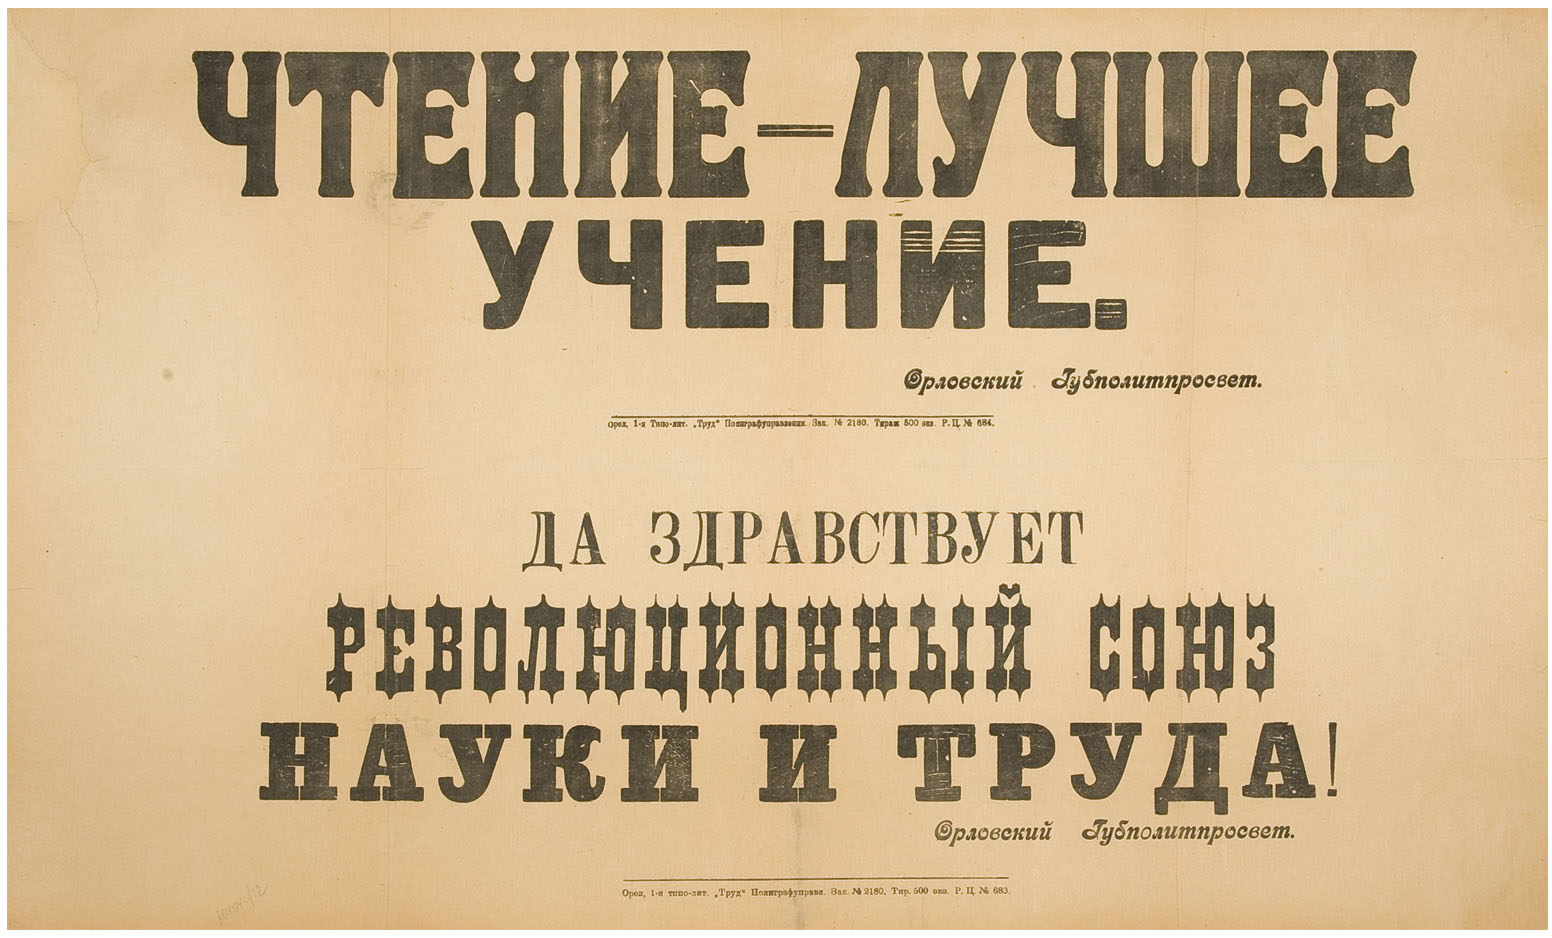 ЧТЕНИЕ — ЛУЧШЕЕ
УЧЕНИЕ.
Орловский Губполитпросвет.
Орел, 1-я Типо-лит. „Труд“ Полиграфуправления. Зак. № 2180. Тираж 500 экз. Р. Ц. № 684.
ДА ЗДРАВСТВУЕТ
РЕВОЛЮЦИОННЫЙ СОЮЗ
НАУКИ И ТРУДА!
Орловский Губполитпросвет.
Орел, 1-я типо-лит. „Труд“ Полиграфуправл. Зак. № 2180. Тир. 500 экз. Р. Ц. № 683.